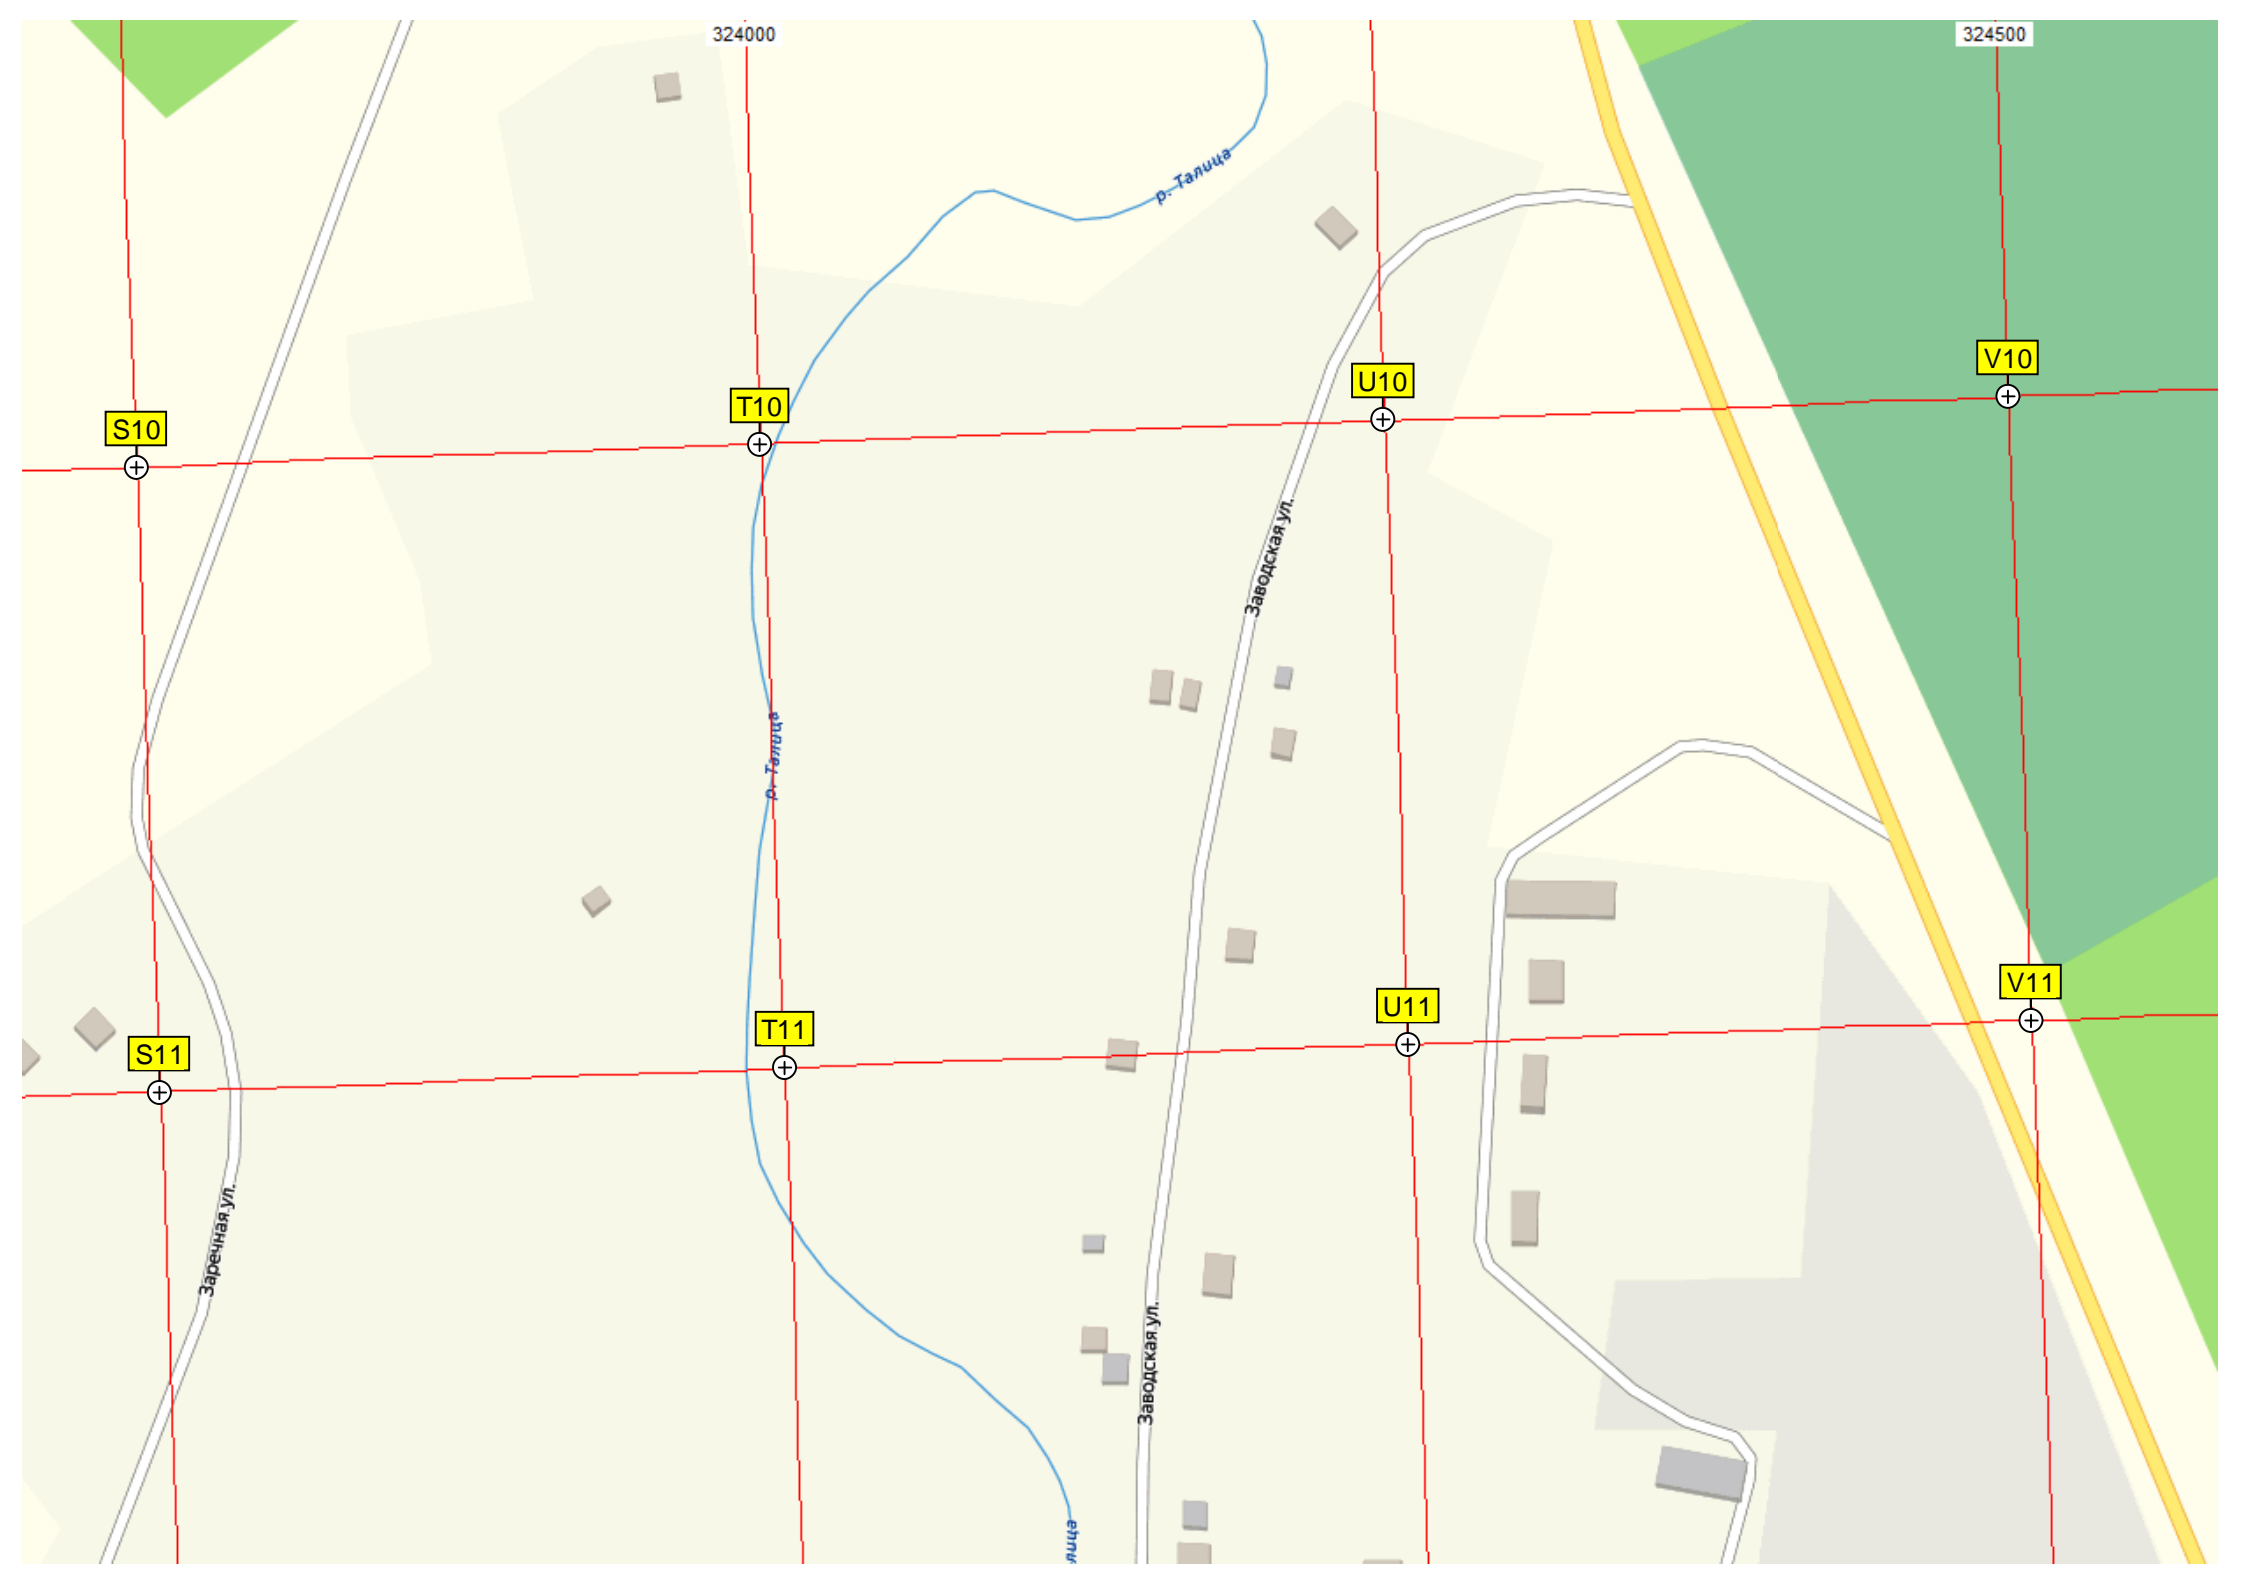 324000
324500
р. Талица
V10
U10
T10
S10
Заводская ул.
р. Талица
V11
U11
T11
S11
Заречная ул.
Заводская ул.